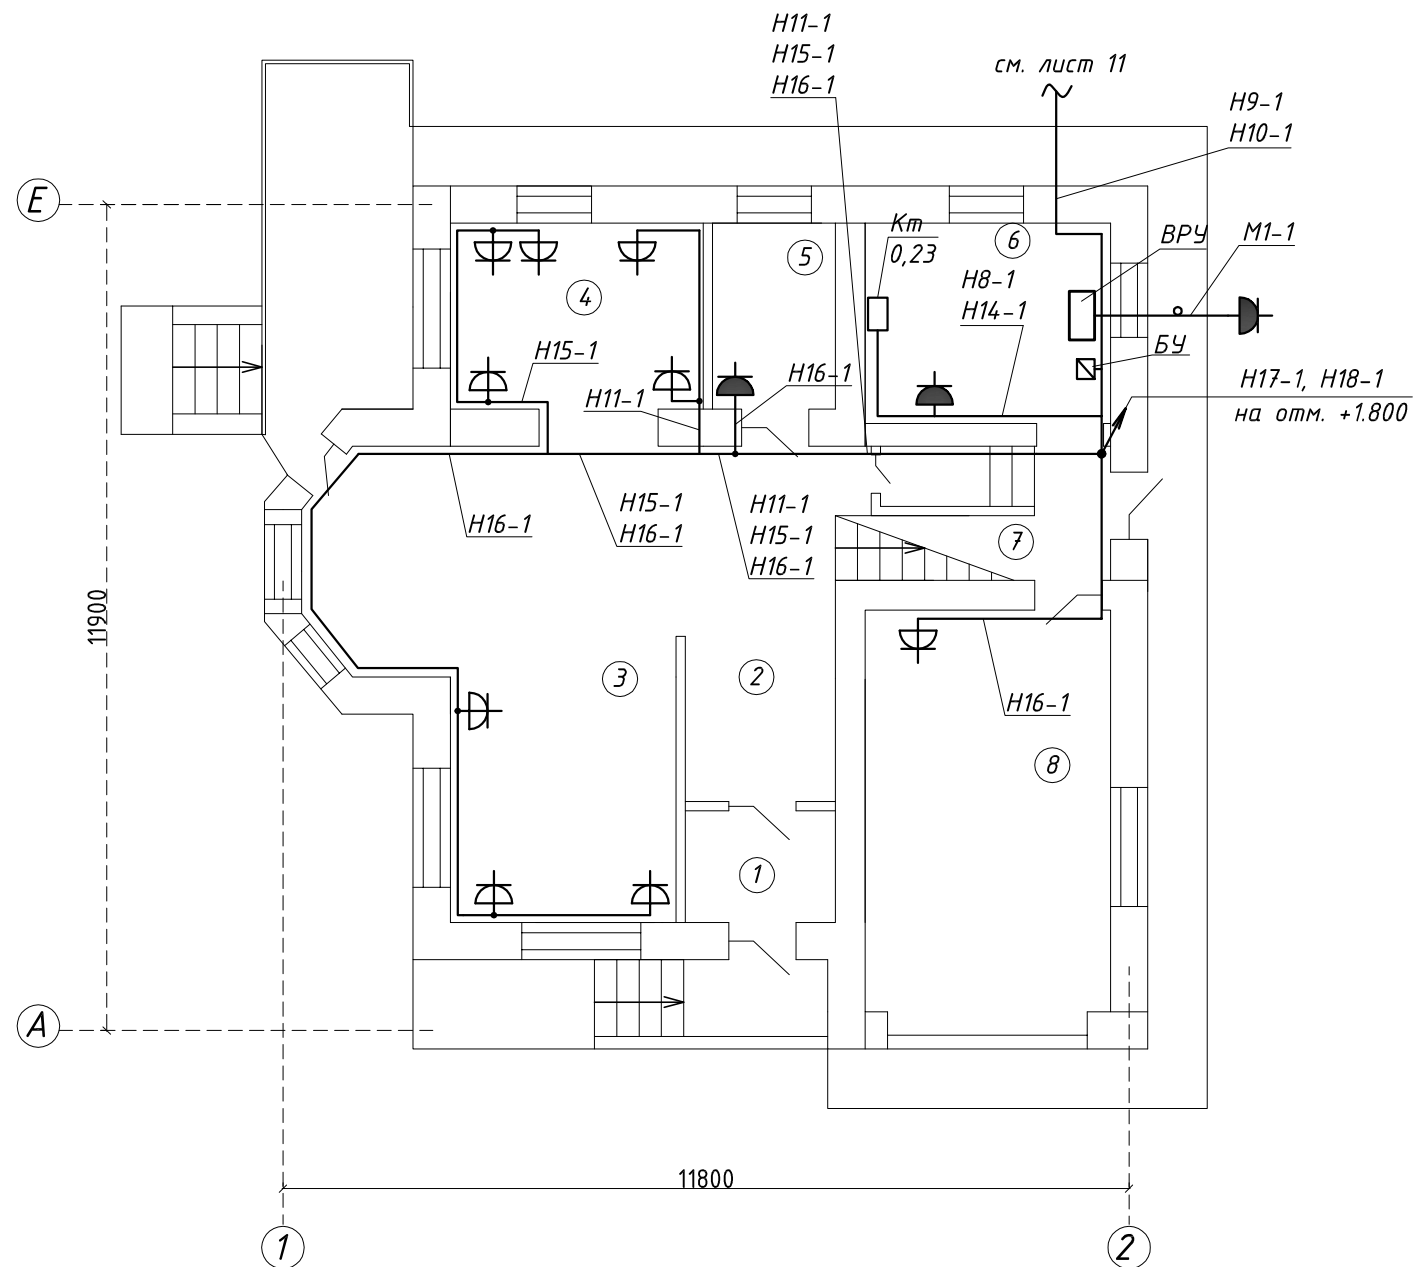 Н11-1
Н15-1
Н16-1
см. лист 11
Н9-1
Н10-1
Е
Кт
0,23
6
ВРУ
М1-1
5
4
Н8-1
Н14-1
Н15-1
БУ
Н16-1
Н11-1
Н17-1, Н18-1
на отм. +1.800
Н16-1
Н15-1
Н16-1
Н11-1
Н15-1
Н16-1
7
11900
3
2
Н16-1
8
1
А
11800
1
2